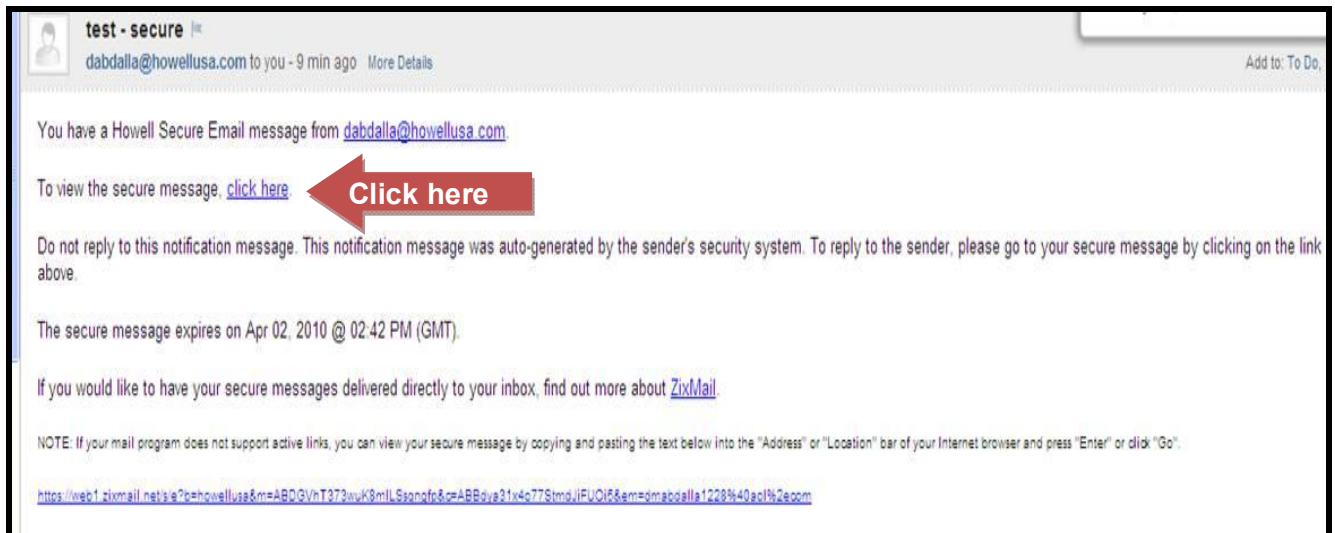 test - secure
dabdalla@howellusa.com to you - 9 min ago More Details
Add to: To Do,
You have a Howell Secure Email message from dabdalla@howellusa.com.
To view the secure message, click here.
Click here
Do not reply to this notification message. This notification message was auto-generated by the sender's security system. To reply to the sender, please go to your secure message by clicking on the link
above.
The secure message expires on Apr 02, 2010 @ 02:42 PM (GMT).
If you would like to have your secure messages delivered directly to your inbox, find out more about ZixMail.
NOTE: If your mail program does not support active links, you can view your secure message by copying and pasting the text below into the "Address" or "Location" bar of your Internet browser and press "Enter" or click "Go".